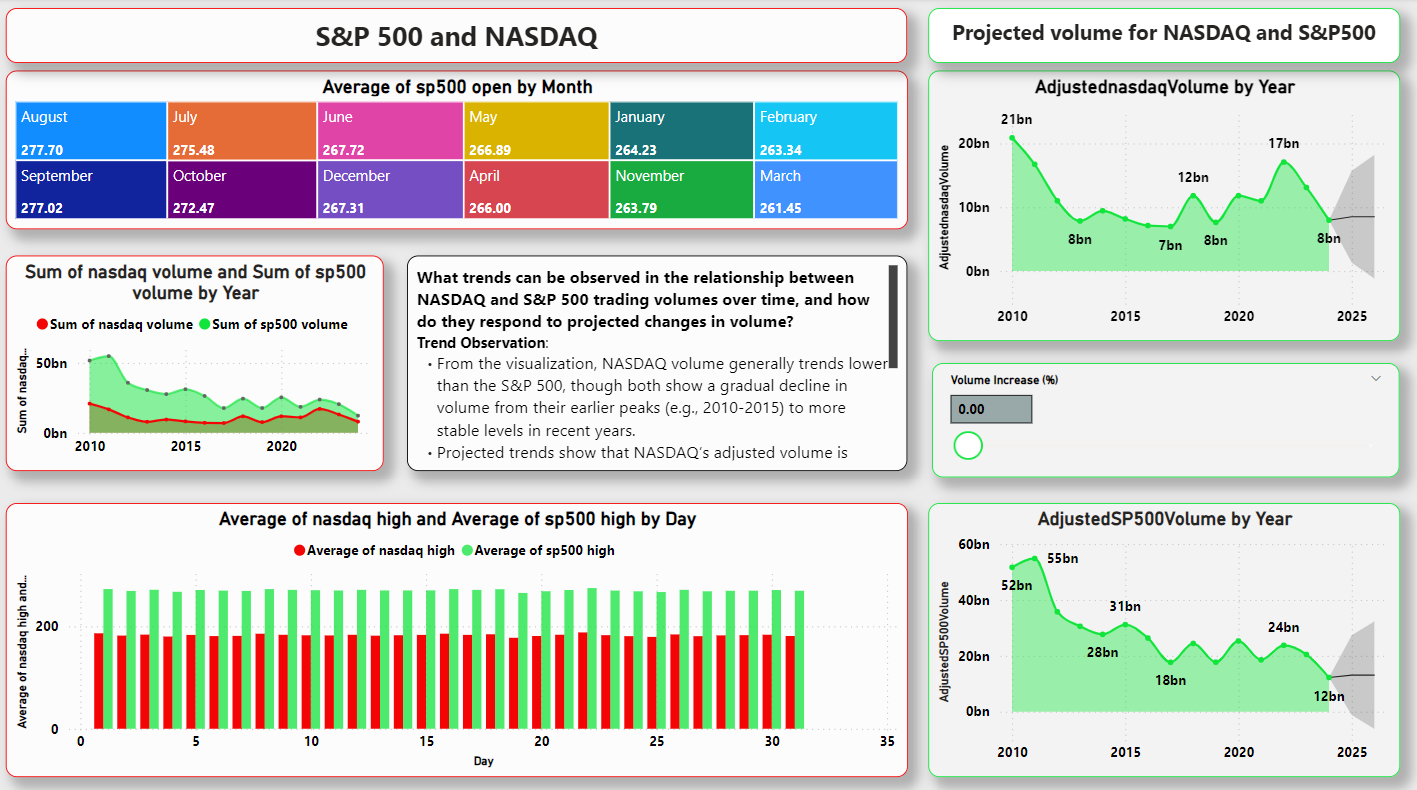 S&P 500 and NASDAQ
Average of sp500 open by Month
August
277.70
July
275.48
June
267.72
May
266.89
January
264.23
February
263.34
September
277.02
October
272.47
December
267.31
April
266.00
November
263.79
March
261.45
Sum of nasdaq volume and Sum of sp500
volume by Year
Sum of nasdaq volume
Sum of sp500 volume
Sum of nasdaq...
50bn
0bn
2010
2015
2020
What trends can be observed in the relationship between
NASDAQ and S&P 500 trading volumes over time, and how
do they respond to projected changes in volume?
Trend Observation:
• From the visualization, NASDAQ volume generally trends lower
than the S&P 500, though both show a gradual decline in
volume from their earlier peaks (e.g., 2010-2015) to more
stable levels in recent years.
• Projected trends show that NASDAQ's adjusted volume is
Average of nasdaq high and Average of sp500 high by Day
Average of nasdaq high
Average of sp500 high
Average of nasdaq high and...
200
0
0
5
10
15
20
25
30
35
Day
Projected volume for NASDAQ and S&P500
AdjustednasdaqVolume by Year
AdjustednasdaqVolume
20bn
10bn
0bn
21bn
8bn
7bn
12bn
8bn
17bn
8bn
2010
2015
2020
2025
Volume Increase (%)
0.00
AdjustedSP500Volume by Year
AdjustedSP500Volume
60bn
40bn
20bn
0bn
52bn
55bn
28bn
31bn
18bn
24bn
12bn
2010
2015
2020
2025